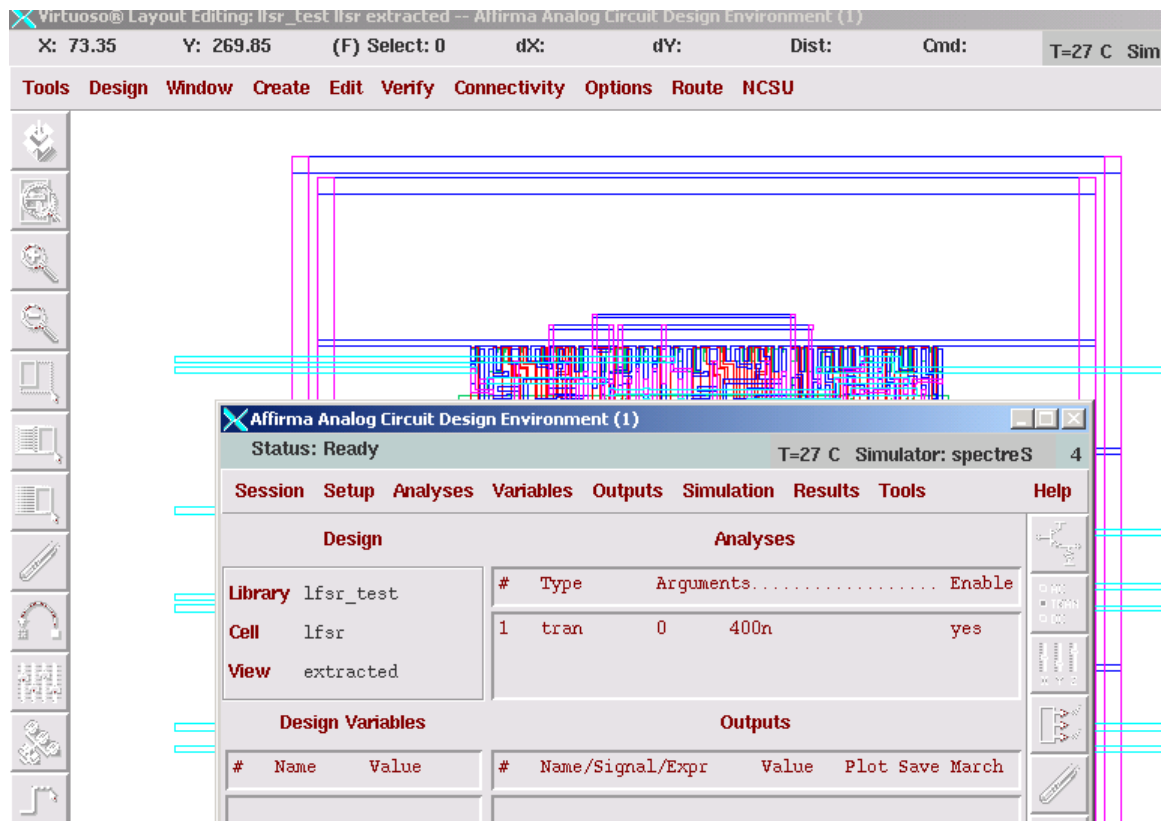 Virtuoso® Layout Editing: lfsr_test lfsr extracted -- Affirma Analog Circuit Design Environment (1)
X: 73.35 Y: 269.85 (F) Select: 0 dX: dY: Dist: Cmd: T=27 C Sim
Tools Design Window Create Edit Verify Connectivity Options Route NCSU
Affirma Analog Circuit Design Environment (1)
Status: Ready T=27 C Simulator: spectreS 4
Session Setup Analyses Variables Outputs Simulation Results Tools Help
Design Analyses
Library lfsr_test # Type Arguments.................. Enable
Cell lfsr 1 tran 0 400n yes
View extracted
Design Variables Outputs
# Name Value # Name/Signal/Expr Value Plot Save March